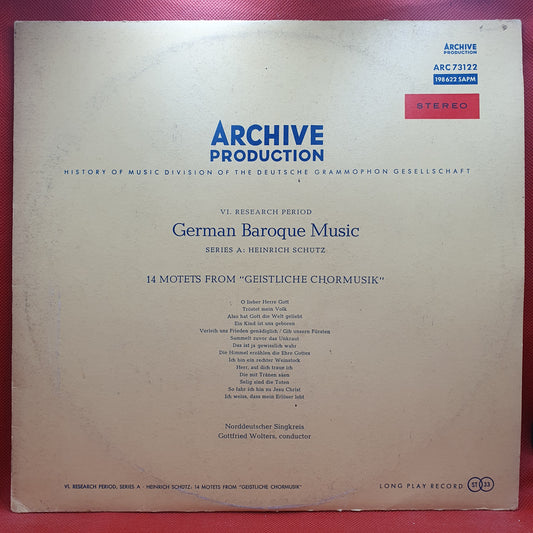 ARCHIVE
PRODUCTION
ARC 73122
198622 SAPM
STEREO
ARCHIVE
PRODUCTION
HISTORY OF MUSIC DIVISION OF THE DEUTSCHE GRAMMOPHON GESELLSCHAFT
VI. RESEARCH PERIOD
German Baroque Music
SERIES A: HEINRICH SCHÜTZ
14 MOTETS FROM "GEISTLICHE CHORMUSIK"
O lieber Herre Gott
Tröstet mein Volk
Also hat Gott die Welt geliebt
Ein Kind ist uns geboren
Verleih uns Frieden genädiglich / Gib unsern Fürsten
Sammelt zuvor das Unkraut
Das ist je gewisslich wahr
Die Himmel erzählen die Ehre Gottes
Ich bin ein rechter Weinstock
Herr, auf dich traue ich
Die mit Tränen säen
Selig sind die Toten
So fahr ich hin zu Jesu Christ
Ich weiss, dass mein Erlöser lebt
Norddeutscher Singkreis
Gottfried Wolters, conductor
VI. RESEARCH PERIOD, SERIES A · HEINRICH SCHÜTZ: 14 MOTETS FROM "GEISTLICHE CHORMUSIK"
LONG PLAY RECORD ST 33